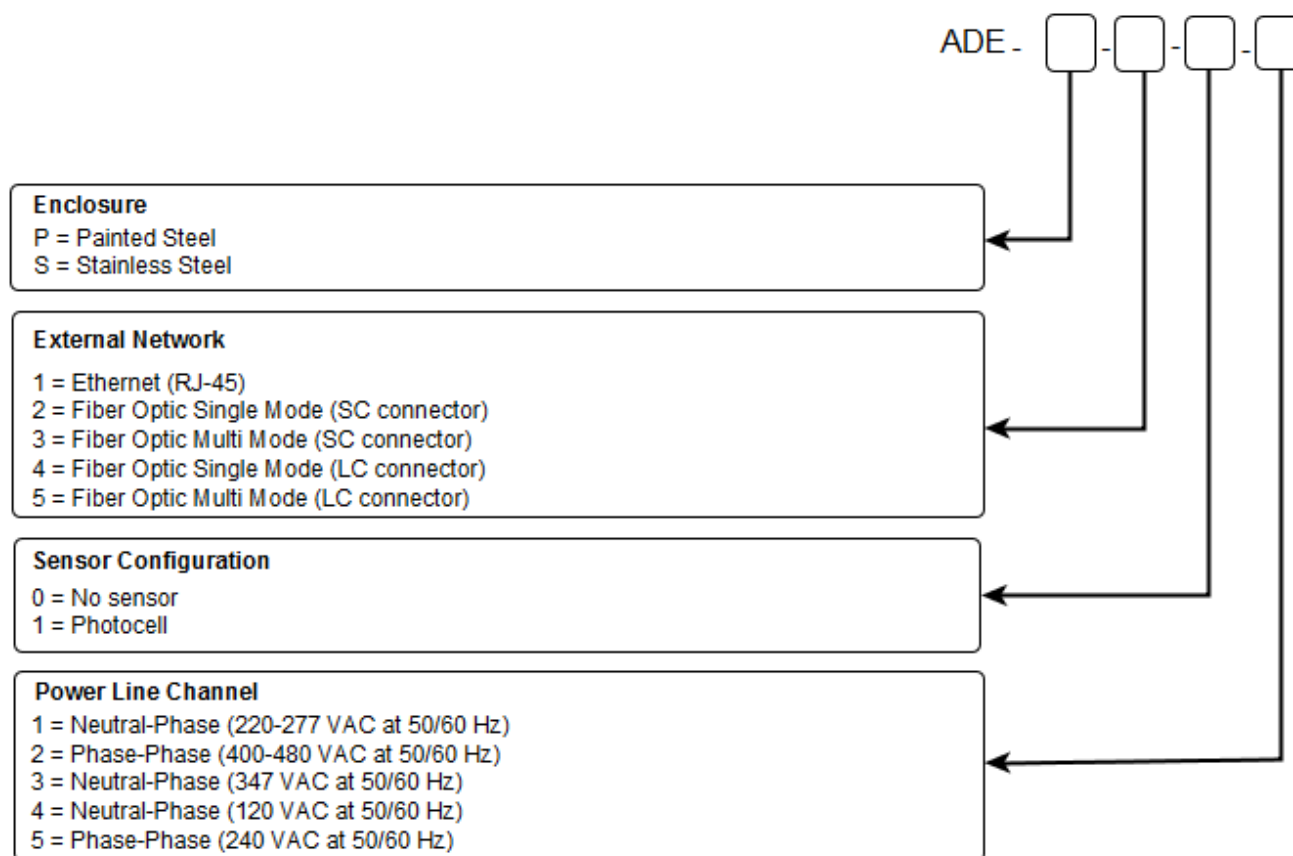 ADE - - - -
Enclosure
P = Painted Steel
S = Stainless Steel
External Network
1 = Ethernet (RJ-45)
2 = Fiber Optic Single Mode (SC connector)
3 = Fiber Optic Multi Mode (SC connector)
4 = Fiber Optic Single Mode (LC connector)
5 = Fiber Optic Multi Mode (LC connector)
Sensor Configuration
0 = No sensor
1 = Photocell
Power Line Channel
1 = Neutral-Phase (220-277 VAC at 50/60 Hz)
2 = Phase-Phase (400-480 VAC at 50/60 Hz)
3 = Neutral-Phase (347 VAC at 50/60 Hz)
4 = Neutral-Phase (120 VAC at 50/60 Hz)
5 = Phase-Phase (240 VAC at 50/60 Hz)